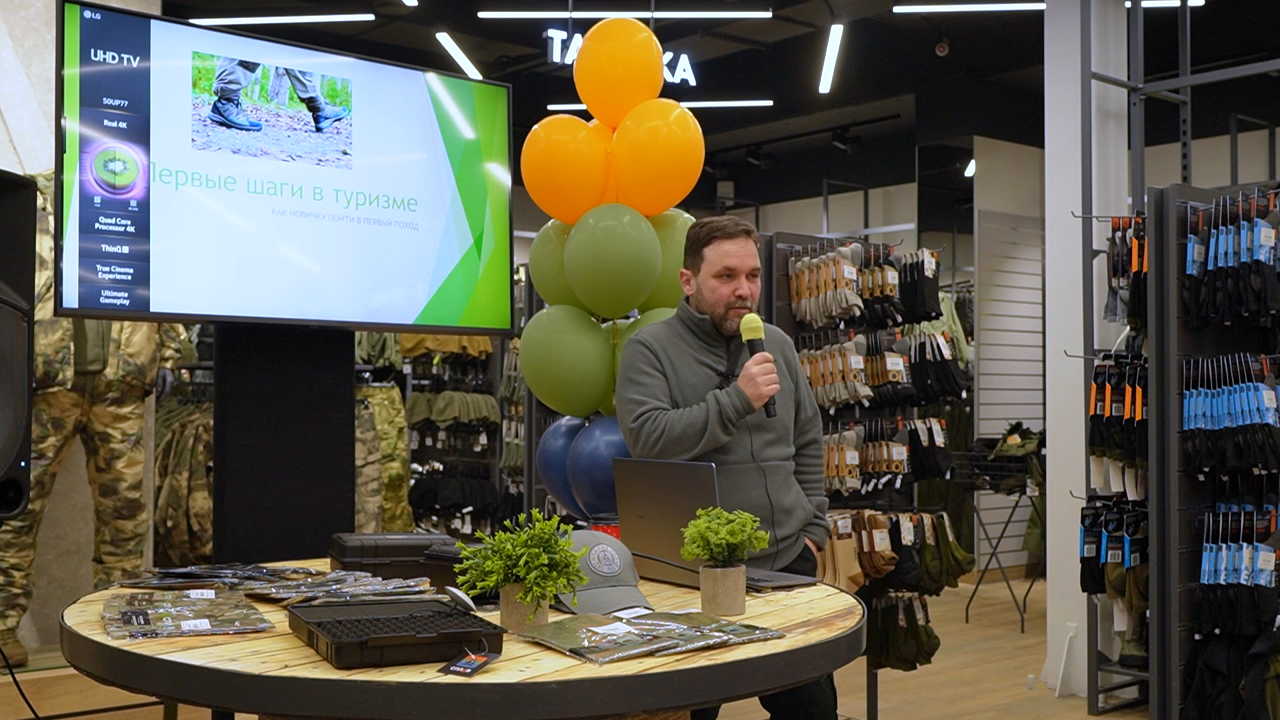 LG
UHD TV
50UP77
Real 4K
Quad Core
Processor 4K
ThinQ AI
True Cinema
Experience
Ultimate
Gameplay
Первые шаги в туризме
КАК НОВИЧКУ ПОЙТИ В ПЕРВЫЙ ПОХОД